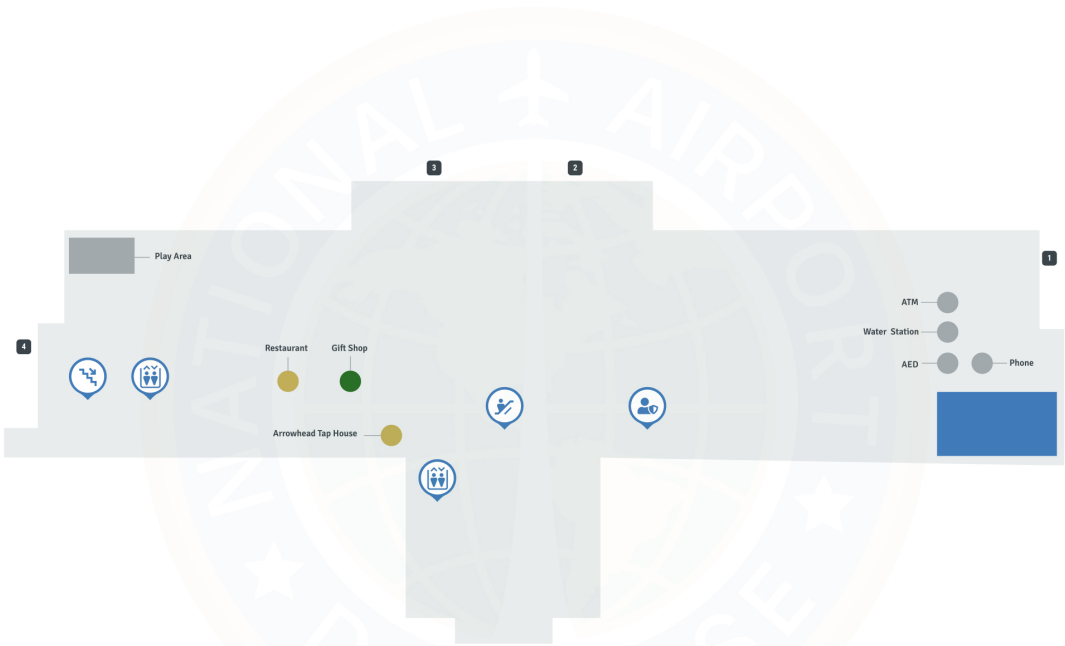 NATIONAL AIRPORT
3
2
Play Area
1
ATM
Water Station
4
Restaurant
Gift Shop
AED
Phone
Arrowhead Tap House